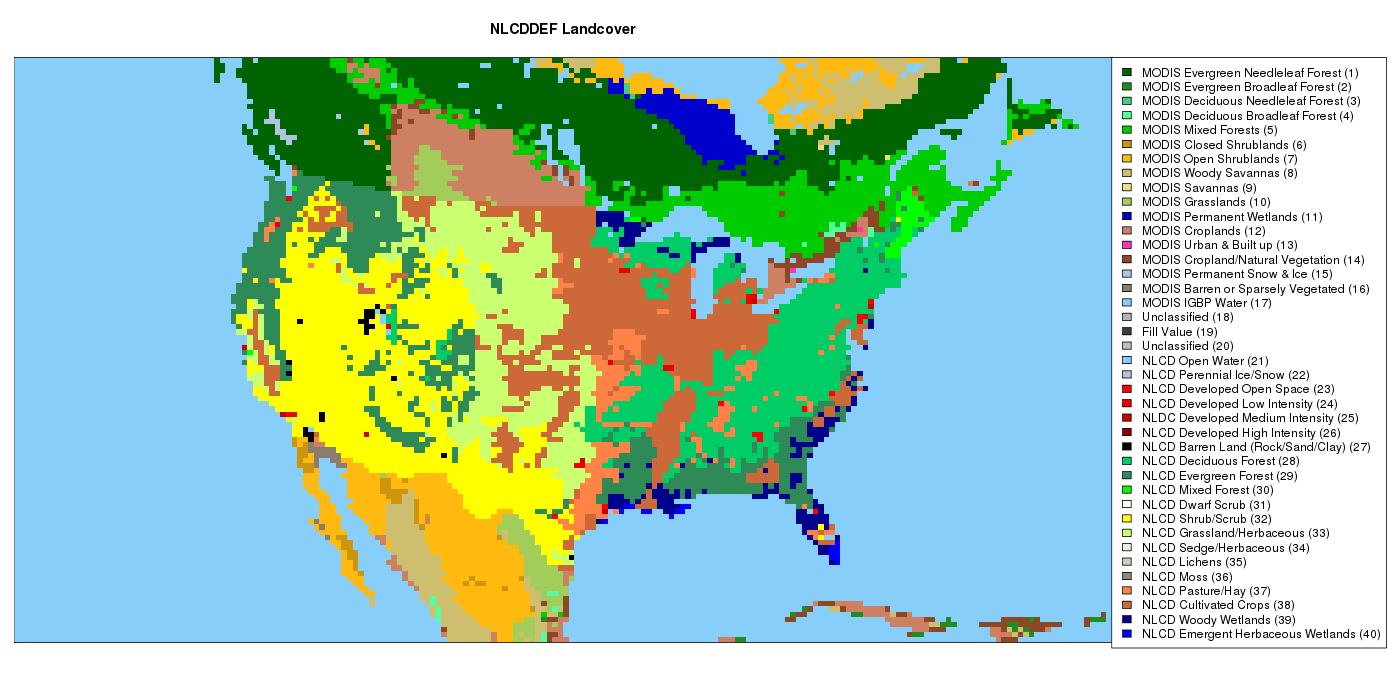 NLCDDEF Landcover
MODIS Evergreen Needleleaf Forest (1)
MODIS Evergreen Broadleaf Forest (2)
MODIS Deciduous Needleleaf Forest (3)
MODIS Deciduous Broadleaf Forest (4)
MODIS Mixed Forests (5)
MODIS Closed Shrublands (6)
MODIS Open Shrublands (7)
MODIS Woody Savannas (8)
MODIS Savannas (9)
MODIS Grasslands (10)
MODIS Permanent Wetlands (11)
MODIS Croplands (12)
MODIS Urban & Built up (13)
MODIS Cropland/Natural Vegetation (14)
MODIS Permanent Snow & Ice (15)
MODIS Barren or Sparsely Vegetated (16)
MODIS IGBP Water (17)
Unclassified (18)
Fill Value (19)
Unclassified (20)
NLCD Open Water (21)
NLCD Perennial Ice/Snow (22)
NLCD Developed Open Space (23)
NLCD Developed Low Intensity (24)
NLDC Developed Medium Intensity (25)
NLCD Developed High Intensity (26)
NLCD Barren Land (Rock/Sand/Clay) (27)
NLCD Deciduous Forest (28)
NLCD Evergreen Forest (29)
NLCD Mixed Forest (30)
NLCD Dwarf Scrub (31)
NLCD Shrub/Scrub (32)
NLCD Grassland/Herbaceous (33)
NLCD Sedge/Herbaceous (34)
NLCD Lichens (35)
NLCD Moss (36)
NLCD Pasture/Hay (37)
NLCD Cultivated Crops (38)
NLCD Woody Wetlands (39)
NLCD Emergent Herbaceous Wetlands (40)